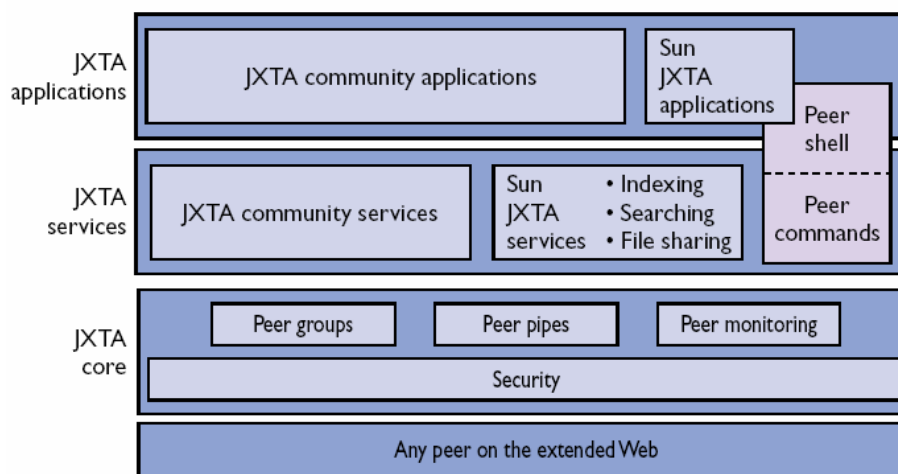 JXTA
applications
JXTA community applications
Sun
JXTA
applications
Peer
shell
JXTA
services
JXTA community services
Sun
JXTA
services
• Indexing
• Searching
• File sharing
Peer
commands
JXTA
core
Peer groups
Peer pipes
Peer monitoring
Security
Any peer on the extended Web